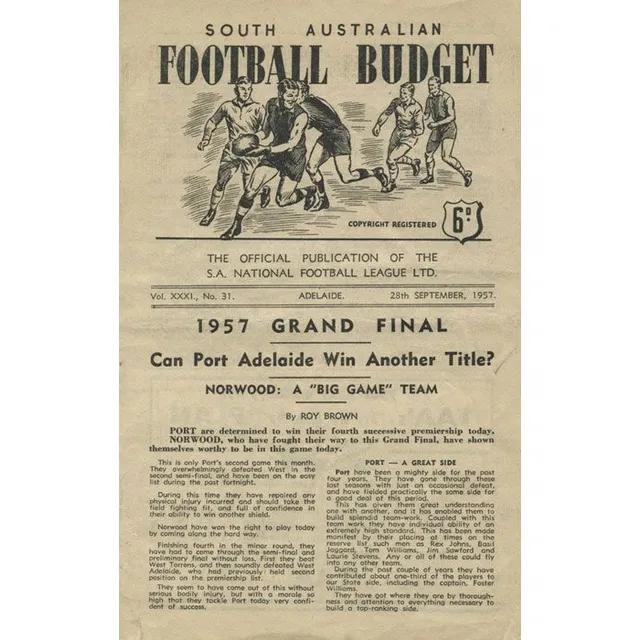 SOUTH AUSTRALIAN
FOOTBALL BUDGET
COPYRIGHT REGISTERED
6D.
THE OFFICIAL PUBLICATION OF THE
S.A. NATIONAL FOOTBALL LEAGUE LTD.
Vol. XXXI., No. 31. ADELAIDE. 28th SEPTEMBER, 1957.
1957 GRAND FINAL
Can Port Adelaide Win Another Title?
NORWOOD: A "BIG GAME" TEAM
By ROY BROWN
PORT are determined to win their fourth successive premiership today.
NORWOOD, who have fought their way to this Grand Final, have shown
themselves worthy to be in this game today.
This is only Port's second game this month.
They overwhelmingly defeated West in the
second semi-final, and have been on the easy
list during the past fortnight.
During this time they have repaired any
physical injury incurred and should take the
field fighting fit, and full of confidence in
their ability to win another shield.
Norwood have won the right to play today
by coming along the hard way.
Finishing fourth in the minor round, they
have had to come through the semi-final and
preliminary final without loss. First they beat
West Torrens, and then soundly defeated West
Adelaide, who had previously held second
position on the premiership list.
They seem to have come out of this without
serious bodily injury, but with a morale so
high that they tackle Port today very confi-
dent of success.
PORT — A GREAT SIDE
Port have been a mighty side for the past
four years. They have gone through these
last seasons with just an occasional defeat,
and have fielded practically the same side for
a good deal of this period.
This has given them great understanding
one with another, and it has enabled them to
build splendid team-work. Coupled with this
team work they have individual ability of an
extremely high standard. This has been made
manifest by their placing at times on the
reserve list such men as Rex Johns, Basil
Jaggard, Tom Williams, Jim Sawford and
Laurie Stevens. Any or all of these could fly
into any other team.
During the past couple of years they have
contributed about one-third of the players to
our State side, including the captain, Foster
Williams.
They have got where they are by thorough-
ness and attention to everything necessary to
build a top-ranking side.